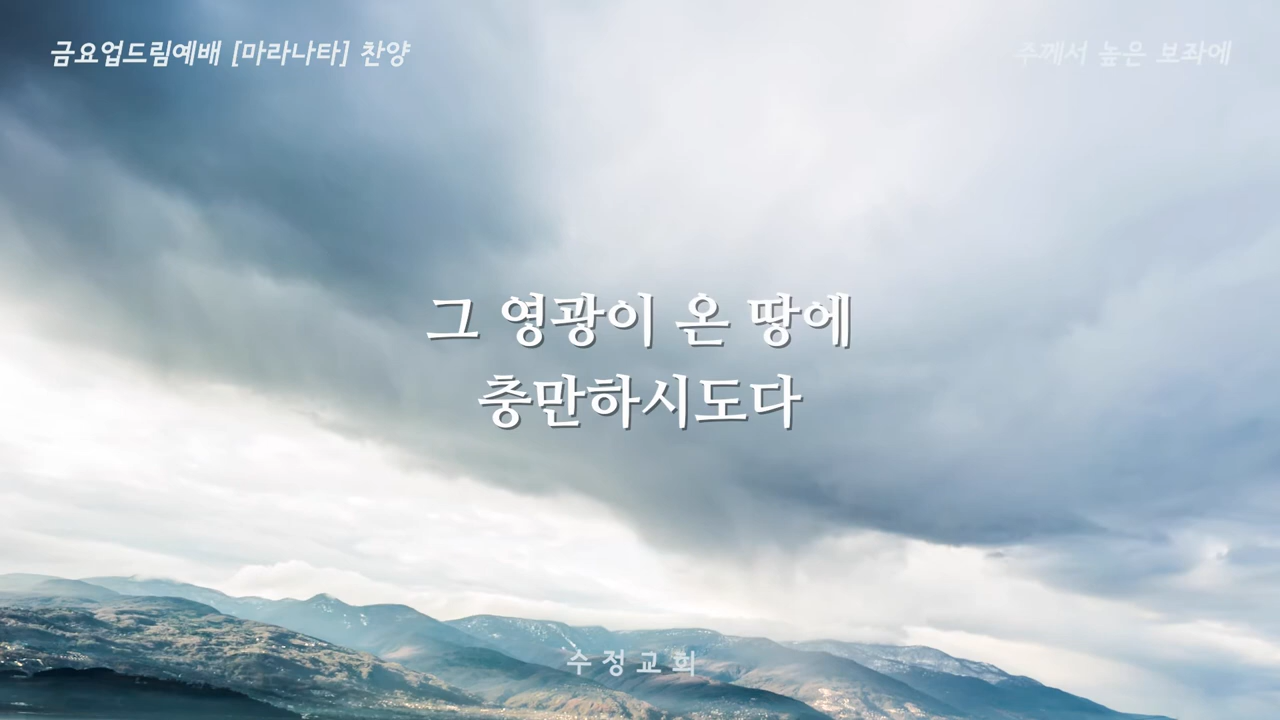 금요업드림예배 [마라나타] 찬양
주께서 높은 보좌에
그 영광이 온 땅에
충만하시도다
수정교회